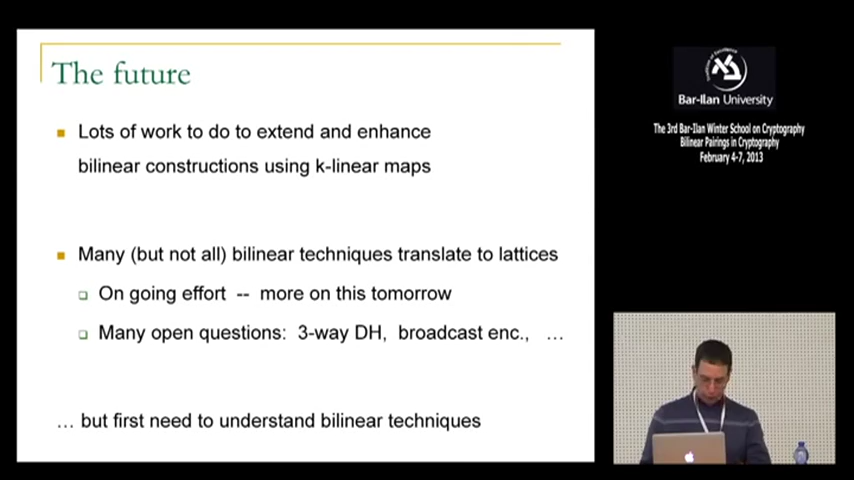 The future
Lots of work to do to extend and enhance
bilinear constructions using k-linear maps
Many (but not all) bilinear techniques translate to lattices
On going effort -- more on this tomorrow
Many open questions: 3-way DH, broadcast enc., …
… but first need to understand bilinear techniques
Bar-Ilan University
The 3rd Bar-Ilan Winter School on Cryptography
Bilinear Pairings in Cryptography
February 4-7, 2013